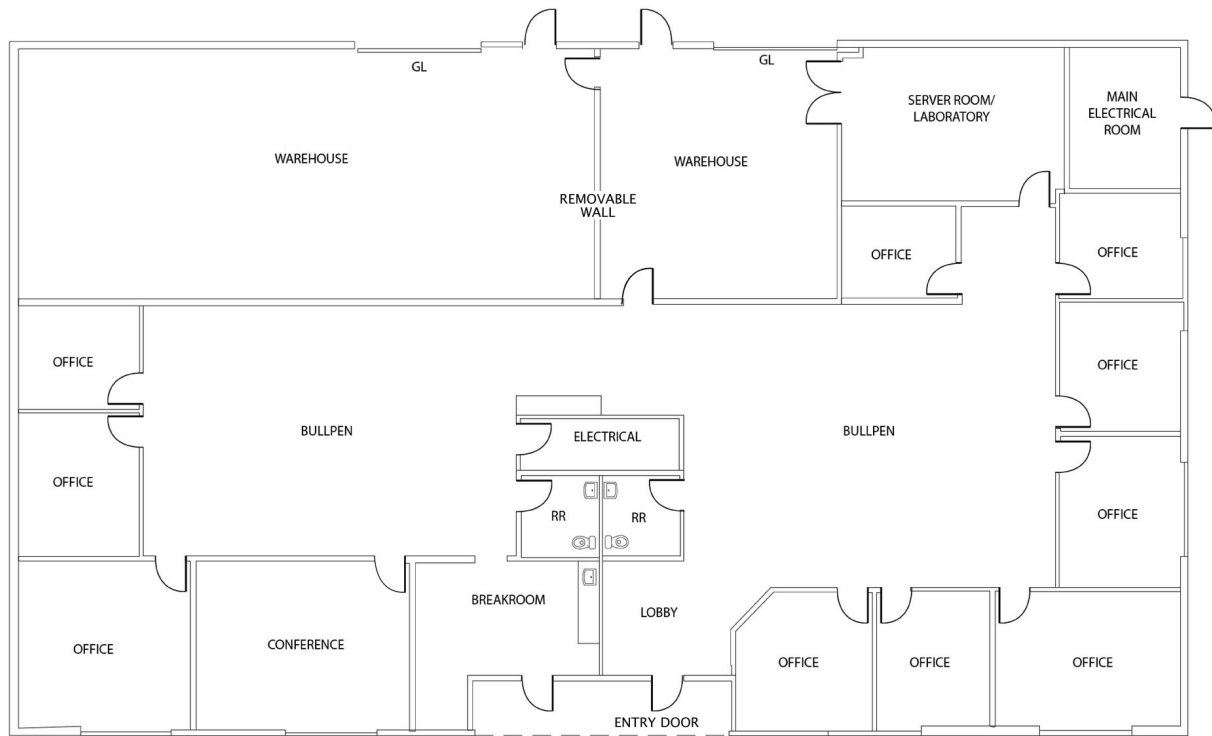 GL
GL
SERVER ROOM/
LABORATORY
MAIN
ELECTRICAL
ROOM
WAREHOUSE
WAREHOUSE
REMOVABLE
WALL
OFFICE
OFFICE
OFFICE
OFFICE
BULLPEN
ELECTRICAL
BULLPEN
OFFICE
RR
RR
OFFICE
BREAKROOM
LOBBY
OFFICE
CONFERENCE
OFFICE
OFFICE
OFFICE
ENTRY DOOR